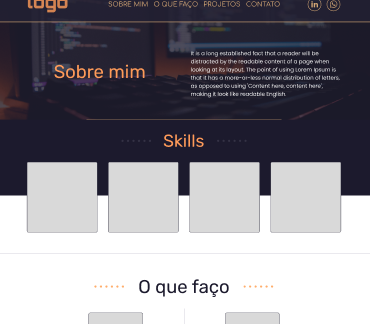 logo
SOBRE MIM O QUE FAÇO PROJETOS CONTATO
Sobre mim
It is a long established fact that a reader will be
distracted by the readable content of a page when
looking at its layout. The point of using Lorem Ipsum is
that it has a more-or-less normal distribution of letters,
as opposed to using 'Content here, content here',
making it look like readable English.
Skills
O que faço